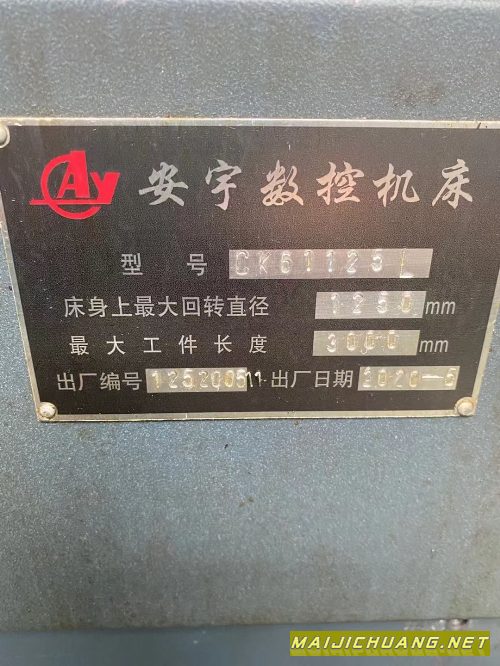 Ay 安宇数控机床
型号 CK61125L
床身上最大回转直径 1250 mm
最大工件长度 3000 mm
出厂编号 125200511 出厂日期 2020-5
MAIJICHUANG.NET